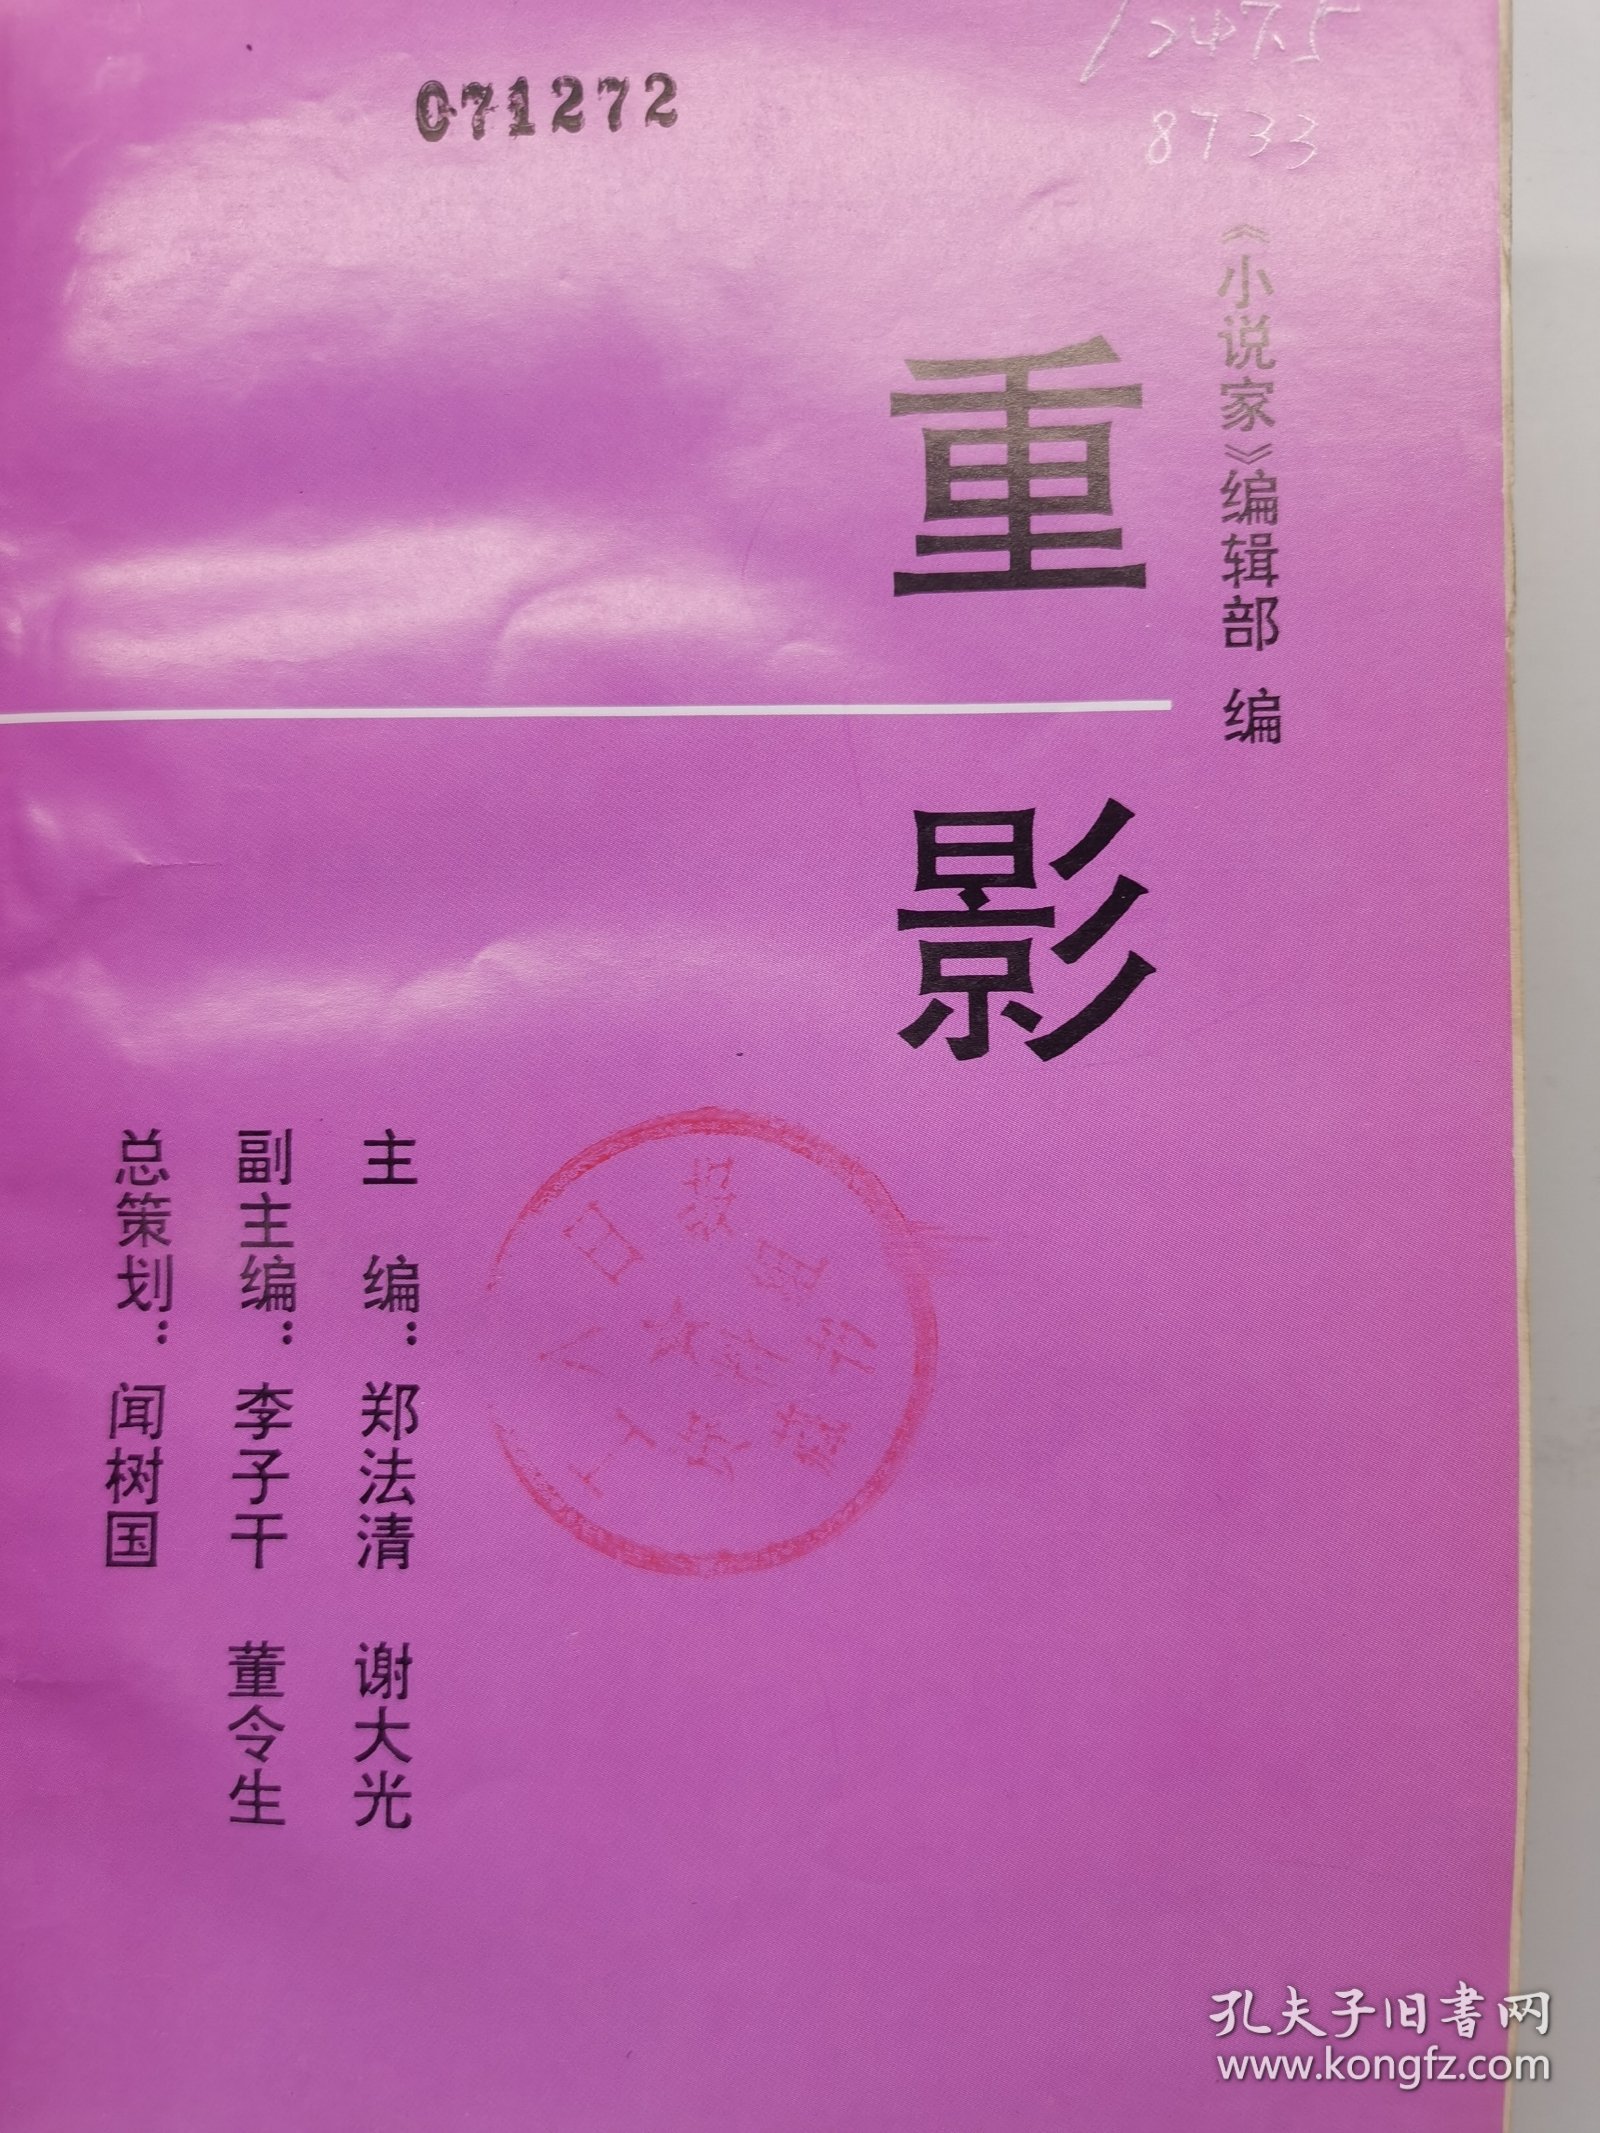 071272
8733
《小说家》编辑部 编
重影
主 编：郑法清 谢大光
副主编：李子干 董令生
总策划：闻树国
孔夫子旧书网
www.kongfz.com